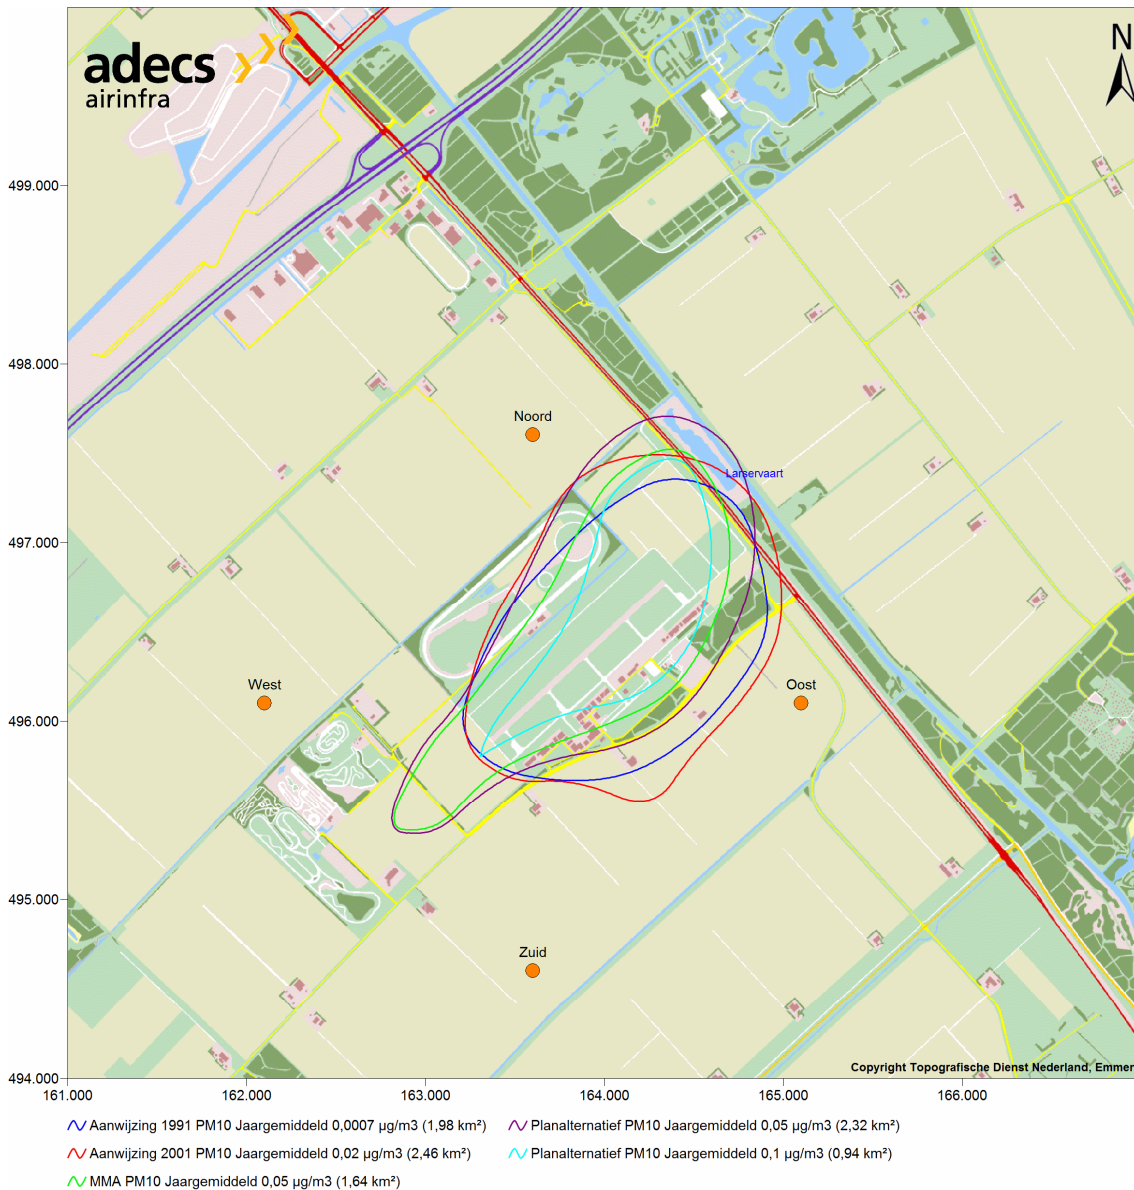 adecs
airinfra
N
499.000
498.000
Noord
Larservaart
497.000
West
Oost
496.000
495.000
Zuid
494.000
Copyright Topografische Dienst Nederland, Emmer
161.000 162.000 163.000 164.000 165.000 166.000
Aanwijzing 1991 PM10 Jaargemiddeld 0,0007 µg/m3 (1,98 km²)
Planalternatief PM10 Jaargemiddeld 0,05 µg/m3 (2,32 km²)
Aanwijzing 2001 PM10 Jaargemiddeld 0,02 µg/m3 (2,46 km²)
Planalternatief PM10 Jaargemiddeld 0,1 µg/m3 (0,94 km²)
MMA PM10 Jaargemiddeld 0,05 µg/m3 (1,64 km²)